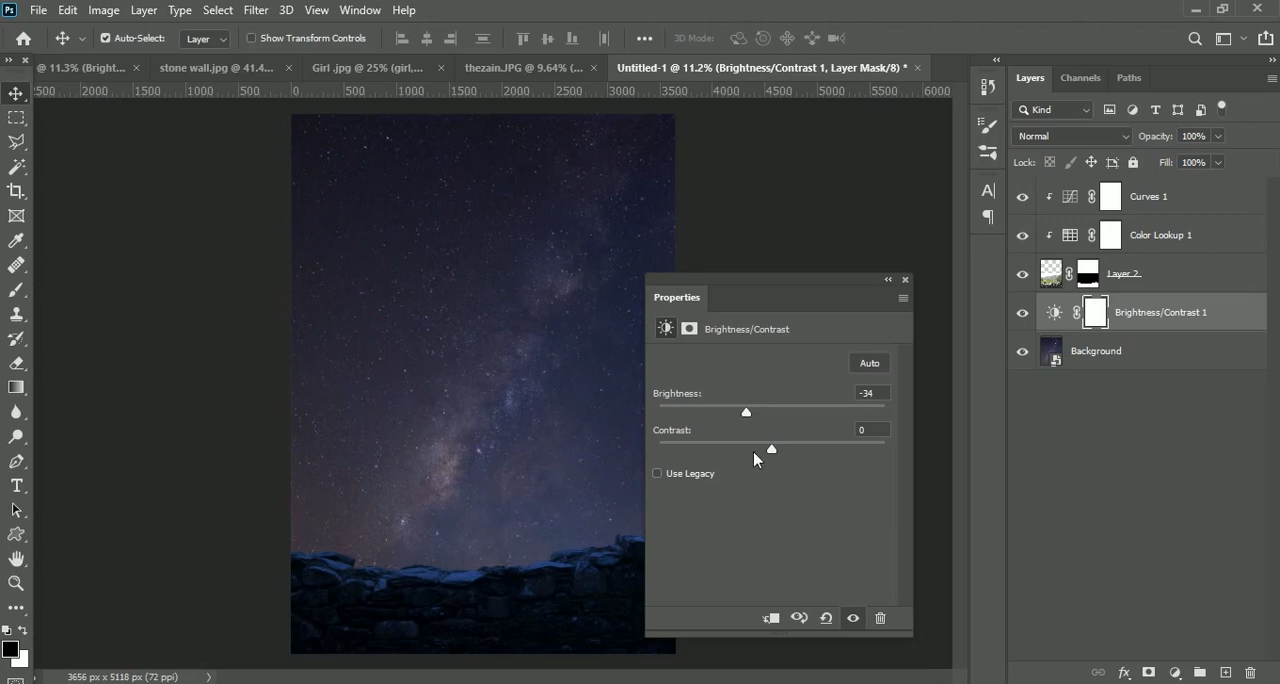 Ps File Edit Image Layer Type Select Filter 3D View Window Help
Auto-Select: Layer Show Transform Controls 3D Mode:
@ 11.3% (Bright... × stone wall.jpg @ 41.4... × Girl .jpg @ 25% (girl,... × thezain.JPG @ 9.64% (... × Untitled-1 @ 11.2% (Brightness/Contrast 1, Layer Mask/8) * ×
2500 2000 1500 1000 500 0 500 1000 1500 2000 2500 3000 3500 4000 4500 5000 5500 6000
Layers Channels Paths
Kind
Normal Opacity: 100%
Lock: Fill: 100%
Curves 1
Color Lookup 1
Layer 2
Brightness/Contrast 1
Background
Properties
Brightness/Contrast
Auto
Brightness: -34
Contrast: 0
Use Legacy
3656 px x 5118 px (72 ppi)